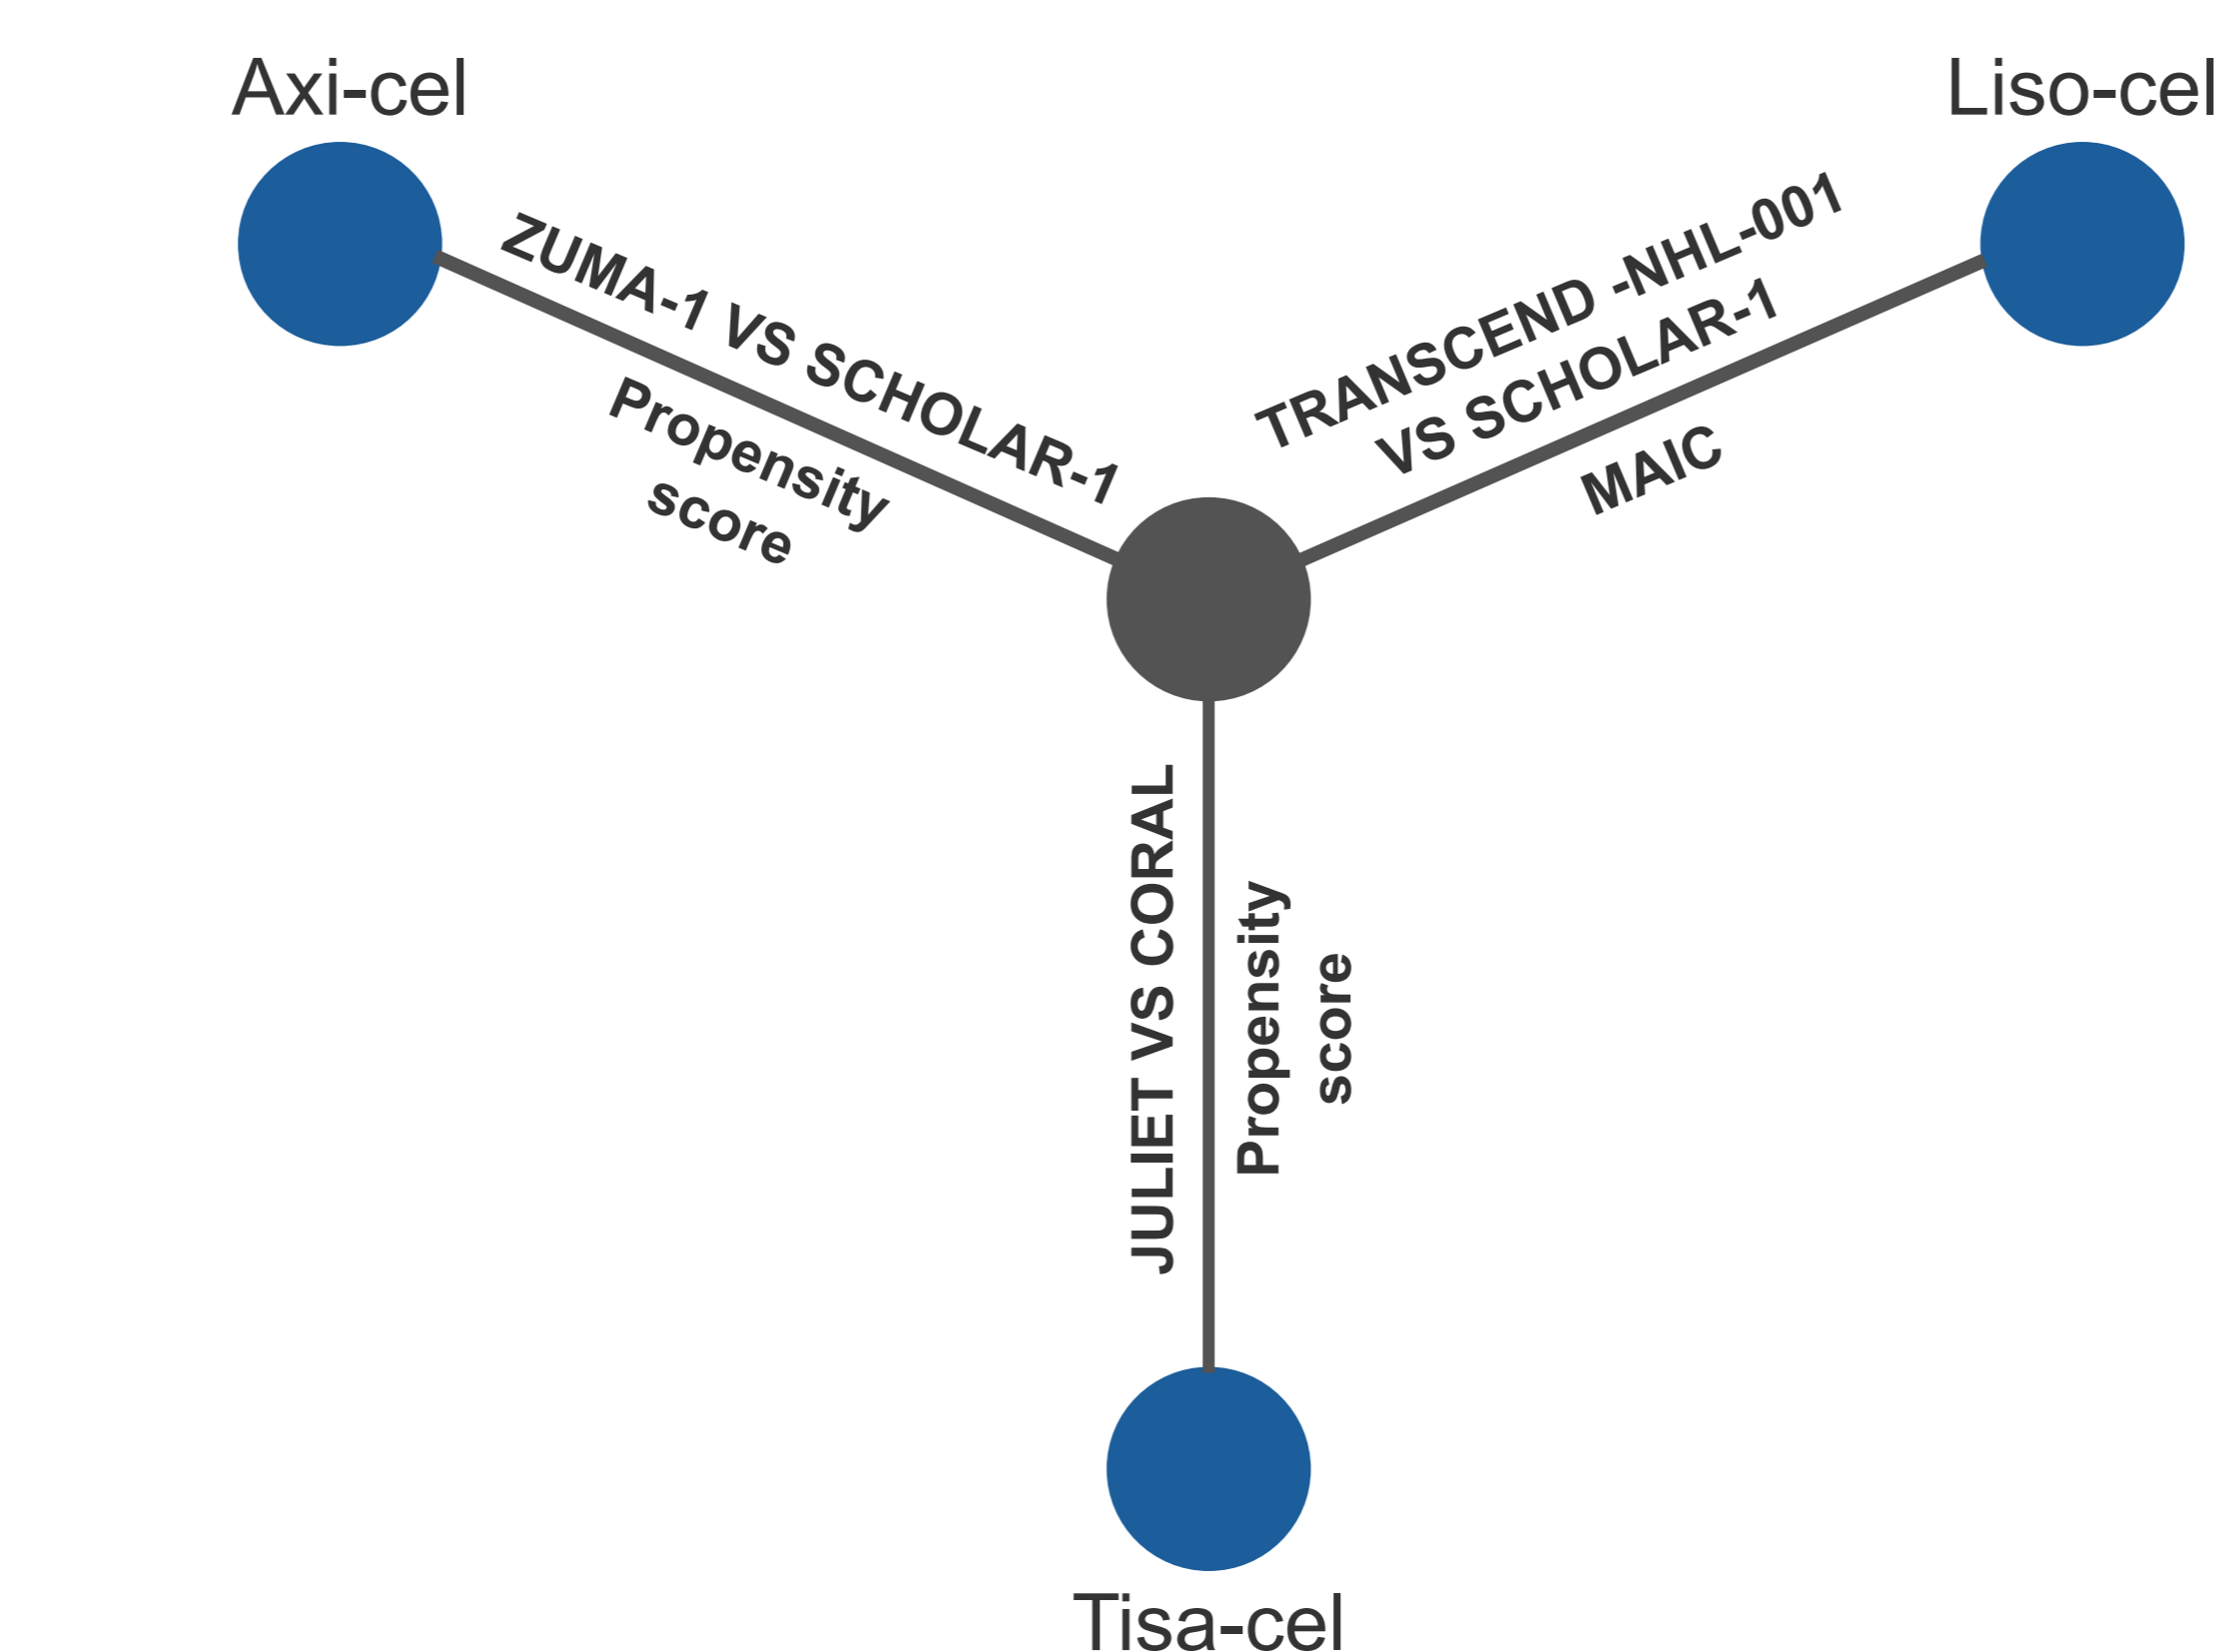 Axi-cel
Liso-cel
ZUMA-1 VS SCHOLAR-1
Propensity
score
TRANSCEND -NHL-001
VS SCHOLAR-1
MAIC
JULIET VS CORAL
Propensity
score
Tisa-cel